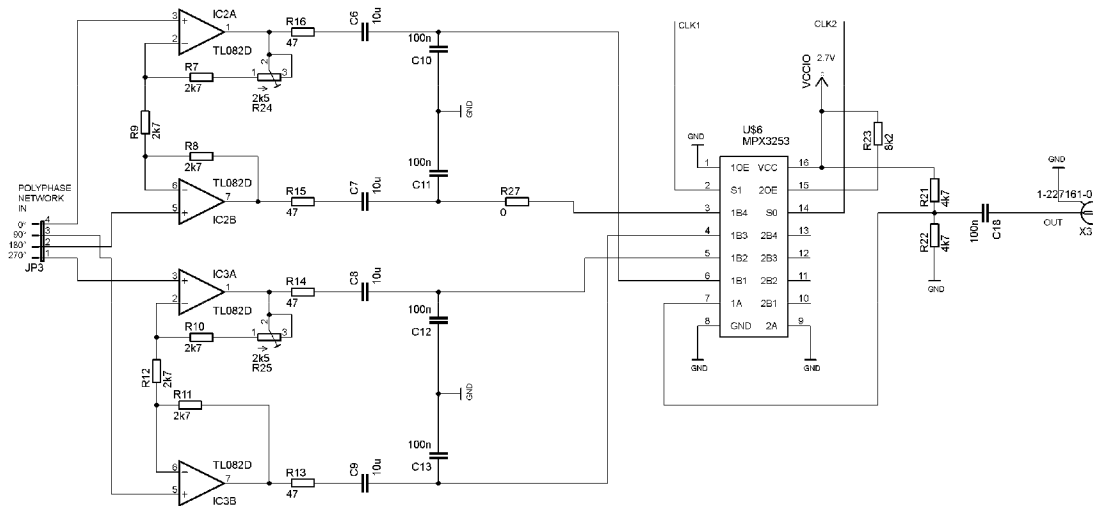 IC2A
3
1
2
TL082D
R16
47
C6
10u
100n
C10
R7
2k7
1
2
3
2k5
R24
R9
2k7
GND
R8
2k7
TL082D
6
7
5
IC2B
R15
47
C7
10u
100n
C11
R27
0
POLYPHASE
NETWORK
IN
0°
90°
180°
270°
4
3
2
1
JP3
IC3A
3
1
2
TL082D
R14
47
C8
10u
100n
C12
R10
2k7
1
2
3
2k5
R25
R12
2k7
GND
R11
2k7
TL082D
6
7
5
IC3B
R13
47
C9
10u
100n
C13
CLK1
CLK2
2.7V
VCCIO
GND
U$6
MPX3253
R23
8k2
1 1OE VCC 16
2 S1 2OE 15
3 1B4 S0 14
4 1B3 2B4 13
5 1B2 2B3 12
6 1B1 2B2 11
7 1A 2B1 10
8 GND 2A 9
GND
GND
R21
4k7
R22
4k7
GND
100n
C18
GND
1-227161-0
OUT
X3